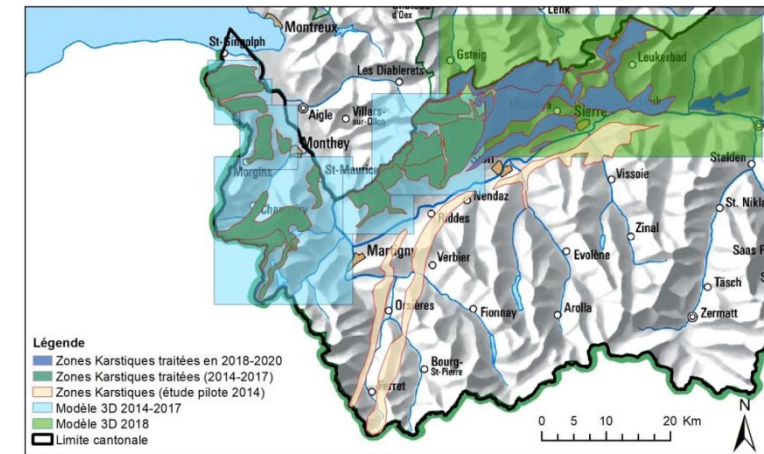 d'Oex
Lenk
Montreux
St-Gingolph
Gsteig
Leukerbad
Les Diablerets
Aigle
Villars-
sur-Ollon
Sierre
Monthey
Morgins
St-Maurice
Stalden
Vissoie
Nendaz
St. Nikla
Riddes
Zinal
Martigny
Verbier
Evolène
Saas
Täsch
Orsières
Fionnay
Arolla
Zermatt
Légende
Zones Karstiques traitées en 2018-2020
Zones Karstiques traitées (2014-2017)
Bourg-
St-Pierre
Zones Karstiques (étude pilote 2014)
Ferret
Modèle 3D 2014-2017
Modèle 3D 2018
Limite cantonale
0 5 10 20 Km
N